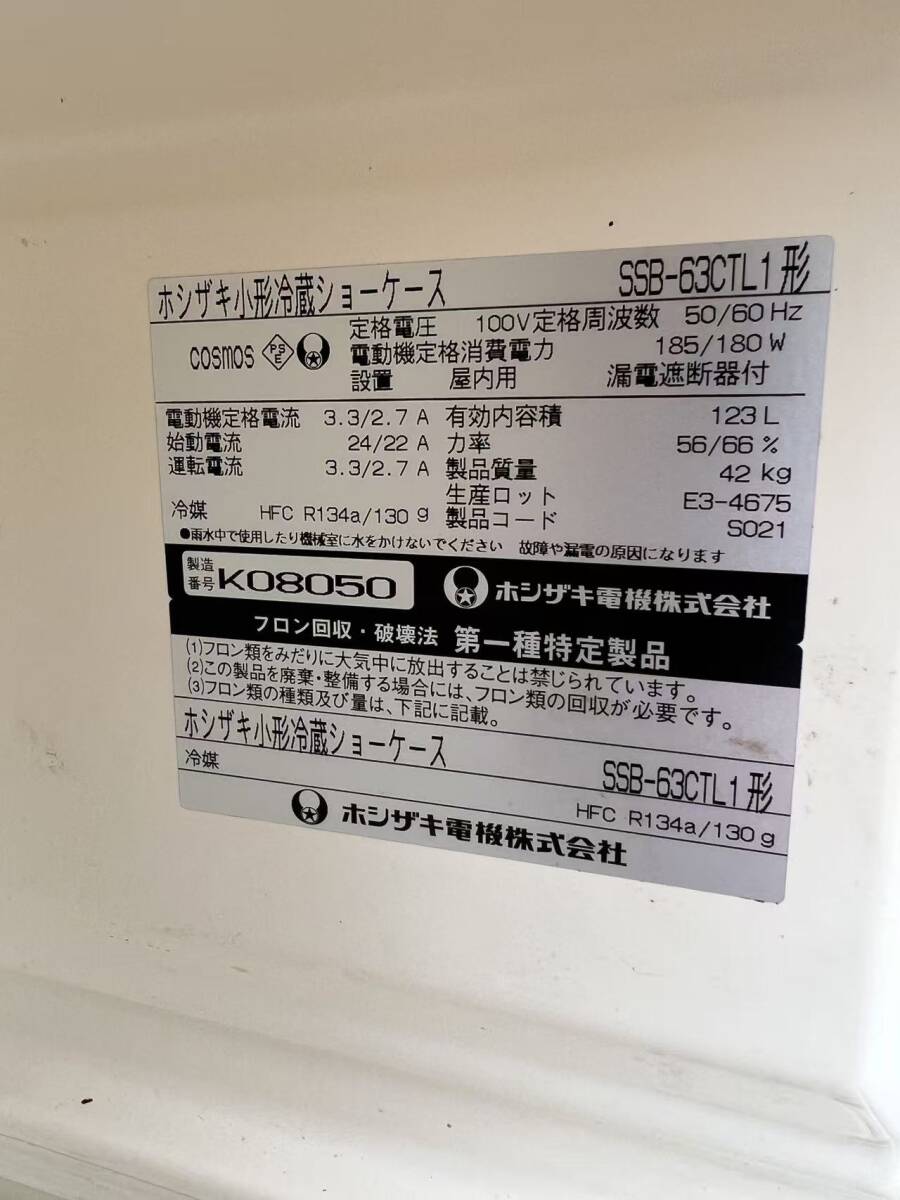 ホシザキ小形冷蔵ショーケース SSB-63CTL1形
定格電圧 100V 定格周波数 50/60 Hz
cosmos PSE 電動機定格消費電力 185/180 W
設置 屋内用 漏電遮断器付
電動機定格電流 3.3/2.7 A 有効内容積 123 L
始動電流 24/22 A 力率 56/66 %
運転電流 3.3/2.7 A 製品質量 42 kg
生産ロット E3-4675
冷媒 HFC R134a/130 g 製品コード S021
●雨水中で使用したり機械室に水をかけないでください 故障や漏電の原因になります
製造番号 K08050 ホシザキ電機株式会社
フロン回収・破壊法 第一種特定製品
(1)フロン類をみだりに大気中に放出することは禁じられています。
(2)この製品を廃棄・整備する場合には、フロン類の回収が必要です。
(3)フロン類の種類及び量は、下記に記載。
ホシザキ小形冷蔵ショーケース SSB-63CTL1形
冷媒 HFC R134a/130 g
ホシザキ電機株式会社